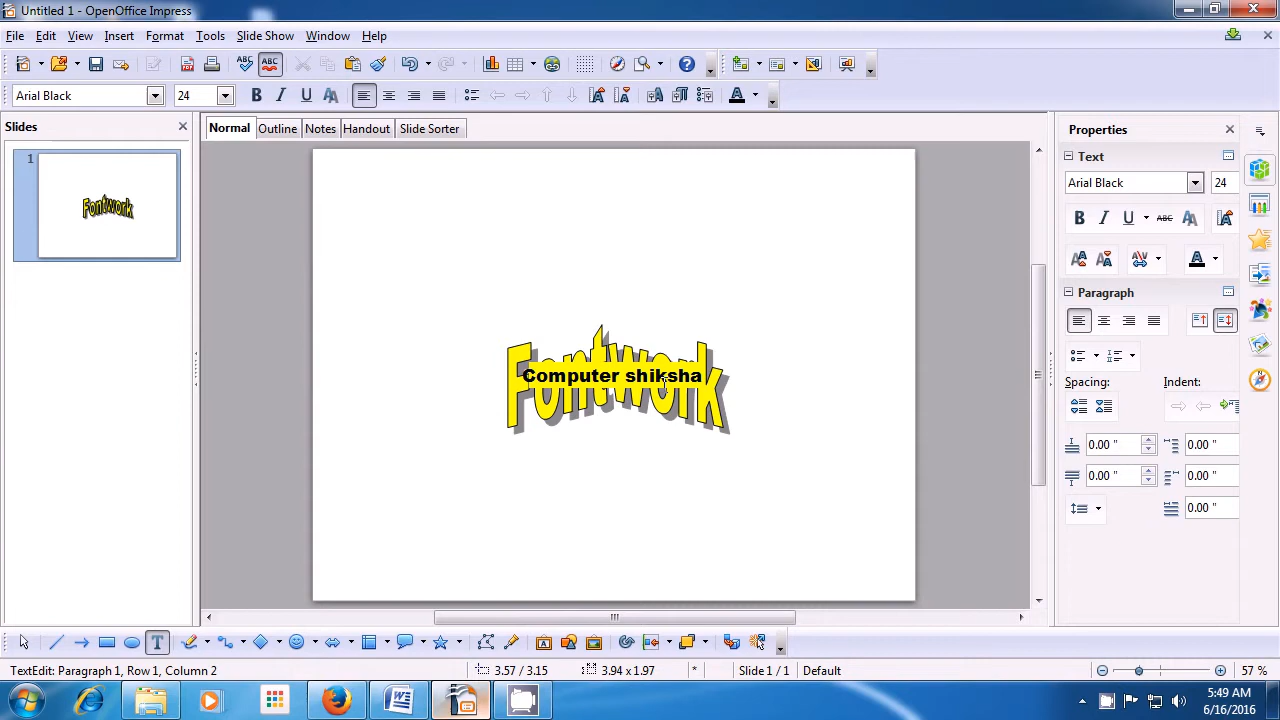 Untitled 1 - OpenOffice Impress
File Edit View Insert Format Tools Slide Show Window Help
Arial Black 24
Slides
Normal Outline Notes Handout Slide Sorter
Properties
1
Fontwork
Text
Arial Black 24
Paragraph
Fontwork
Computer shiksha
Spacing: Indent:
0.00 " 0.00 "
0.00 " 0.00 "
0.00 "
TextEdit: Paragraph 1, Row 1, Column 2 3.57 / 3.15 3.94 x 1.97 * Slide 1 / 1 Default 57 %
5:49 AM
6/16/2016